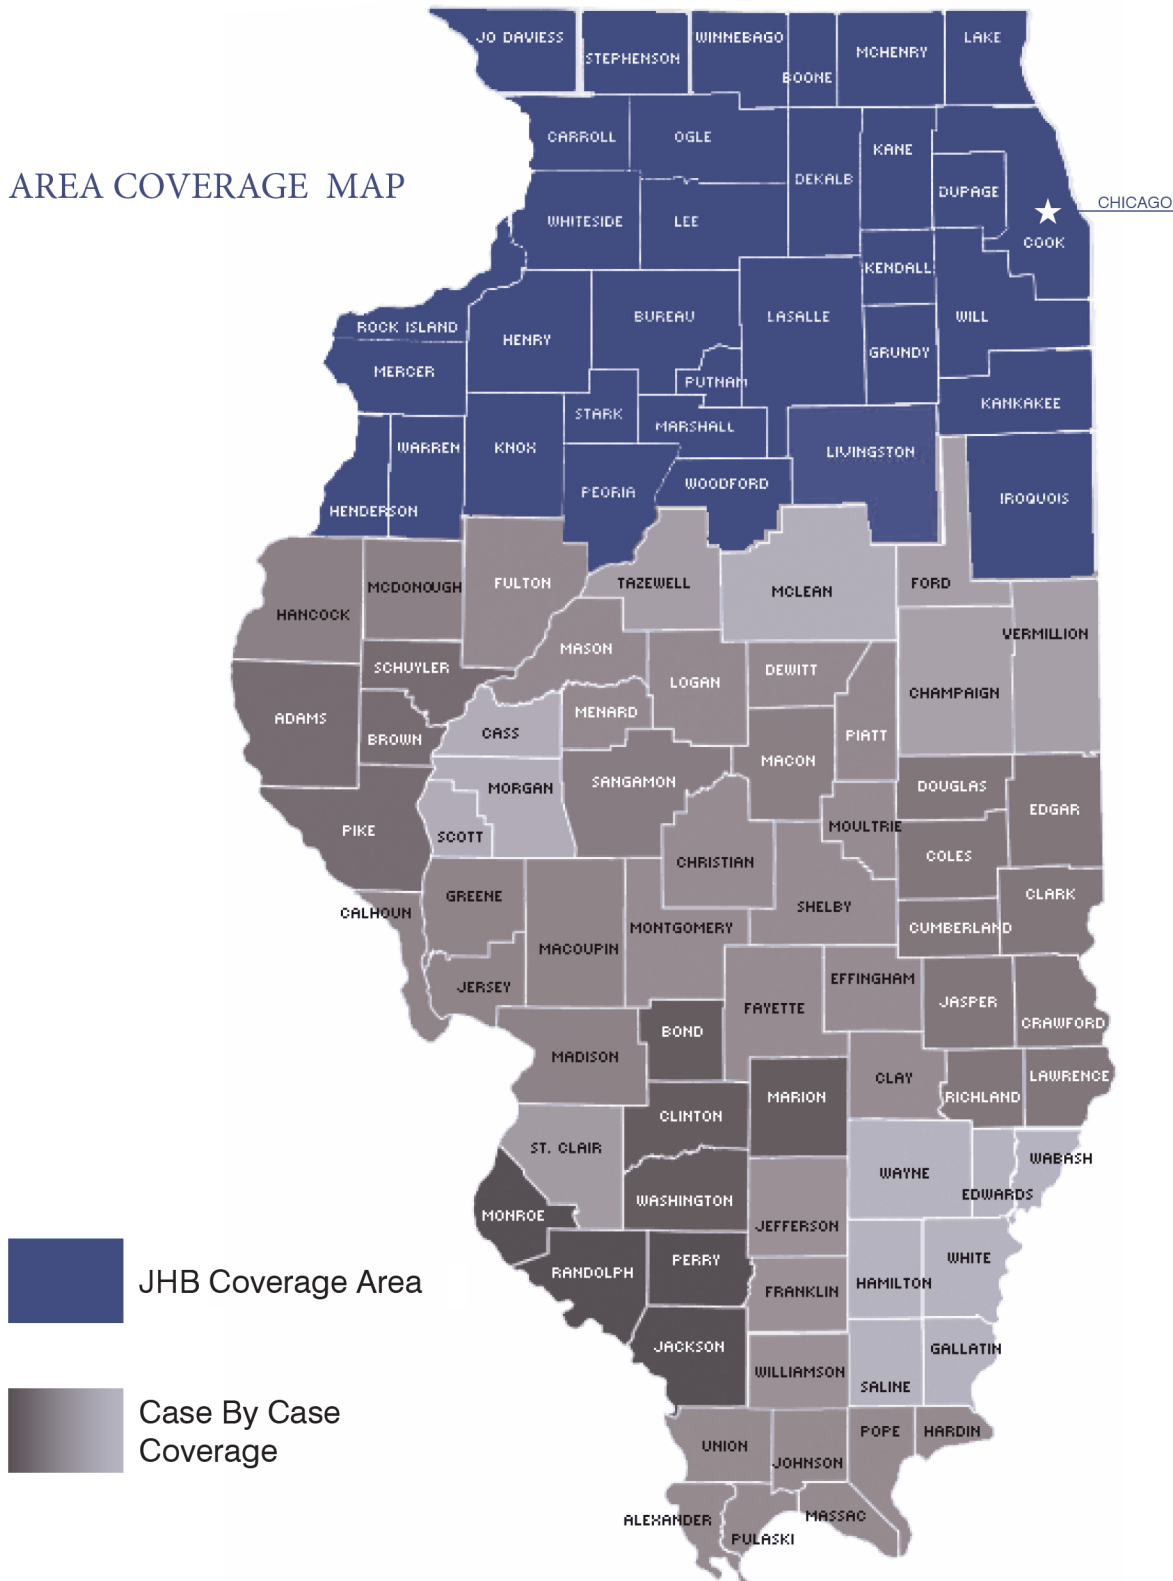 JO DAVIESS
STEPHENSON
WINNEBAGO
BOONE
MCHENRY
LAKE
CARROLL
OGLE
DEKALB
KANE
DUPAGE
AREA COVERAGE MAP
CHICAGO
COOK
WHITESIDE
LEE
KENDALL
ROCK ISLAND
HENRY
BUREAU
LASALLE
WILL
GRUNDY
MERCER
PUTNAM
KANKAKEE
STARK
MARSHALL
WARREN
KNOX
LIVINGSTON
PEORIA
WOODFORD
IROQUOIS
HENDERSON
MCDONOUGH
FULTON
TAZEWELL
MCLEAN
FORD
HANCOCK
VERMILLION
MASON
SCHUYLER
LOGAN
DEWITT
CHAMPAIGN
ADAMS
BROWN
CASS
MENARD
PIATT
MACON
SANGAMON
MORGAN
DOUGLAS
EDGAR
PIKE
SCOTT
MOULTRIE
CHRISTIAN
COLES
GREENE
CLARK
CALHOUN
SHELBY
MONTGOMERY
CUMBERLAND
MACOUPIN
JERSEY
EFFINGHAM
FAYETTE
JASPER
CRAWFORD
BOND
MADISON
CLAY
LAWRENCE
MARION
RICHLAND
CLINTON
ST. CLAIR
WAYNE
WABASH
EDWARDS
WASHINGTON
MONROE
JEFFERSON
PERRY
RANDOLPH
WHITE
HAMILTON
FRANKLIN
JHB Coverage Area
JACKSON
GALLATIN
WILLIAMSON
SALINE
Case By Case
Coverage
UNION
JOHNSON
POPE
HARDIN
ALEXANDER
PULASKI
MASSAC